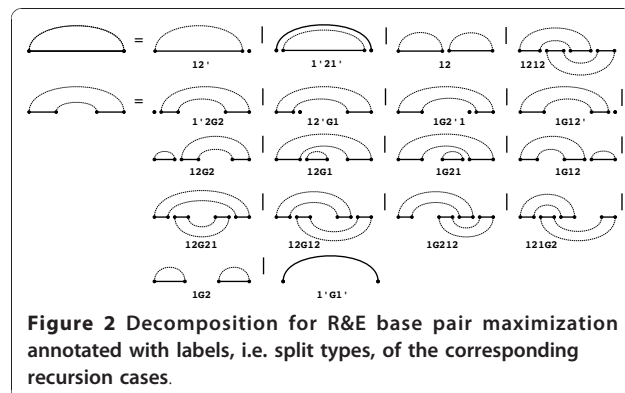 = | | |
12' 1'21' 12 1212
= | | | |
1'2G2 12'G1 1G2'1 1G12'
| | |
12G2 12G1 1G21 1G12
| | |
12G21 12G12 1G212 121G2
|
1G2 1'G1'
Figure 2 Decomposition for R&E base pair maximization
annotated with labels, i.e. split types, of the corresponding
recursion cases.